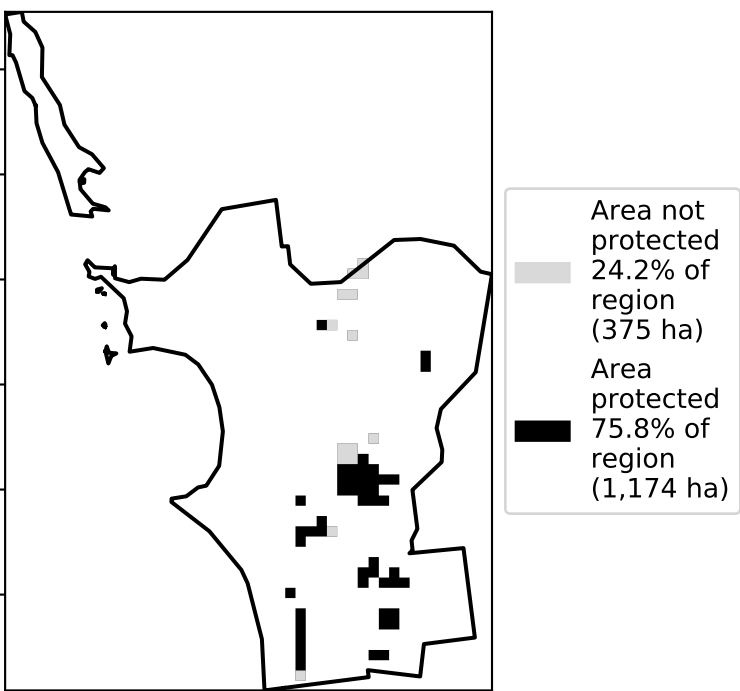 Area not
protected
24.2% of
region
(375 ha)
Area
protected
75.8% of
region
(1,174 ha)